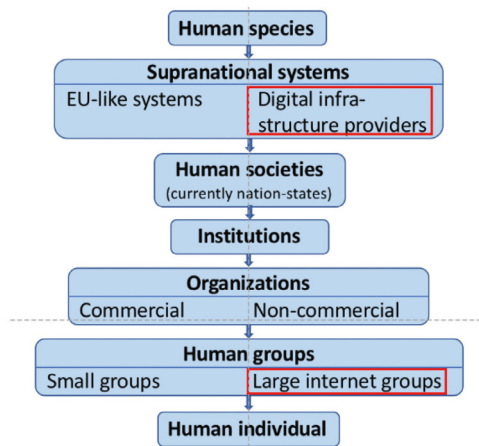 Human species
Supranational systems
EU-like systems
Digital infra-
structure providers
Human societies
(currently nation-states)
Institutions
Organizations
Commercial
Non-commercial
Human groups
Small groups
Large internet groups
Human individual